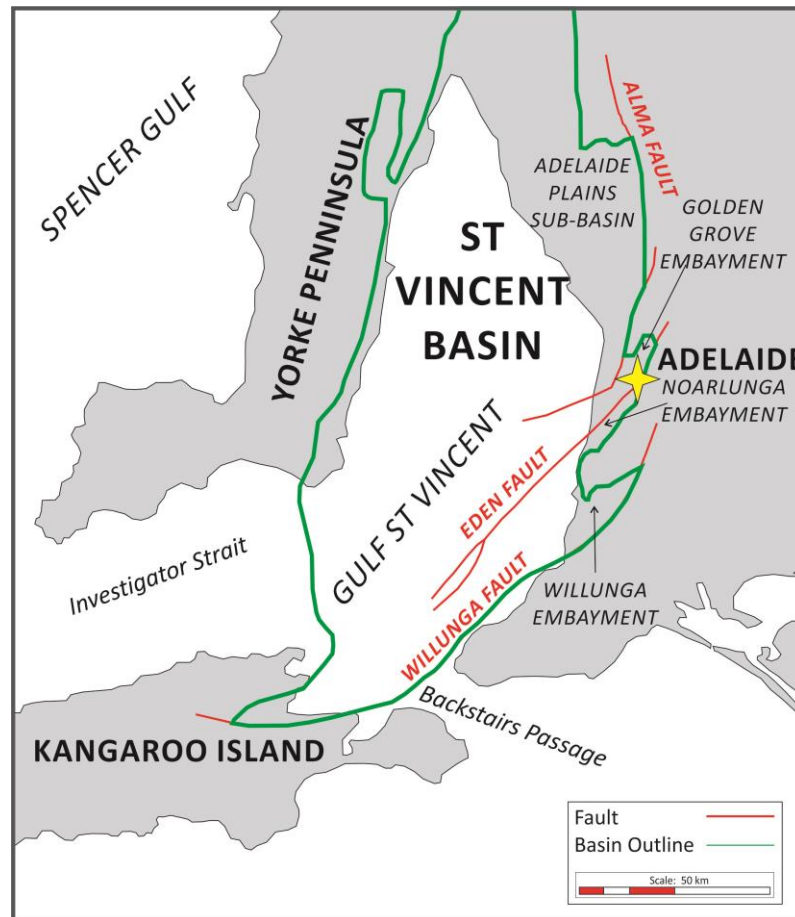 SPENCER GULF
YORKE PENNINSULA
ST
VINCENT
BASIN
ALMA FAULT
ADELAIDE
PLAINS
SUB-BASIN
GOLDEN
GROVE
EMBAYMENT
ADELAIDE
NOARLUNGA
EMBAYMENT
GULF ST VINCENT
EDEN FAULT
WILLUNGA FAULT
WILLUNGA
EMBAYMENT
Investigator Strait
Backstairs Passage
KANGAROO ISLAND
Fault
Basin Outline
Scale: 50 km